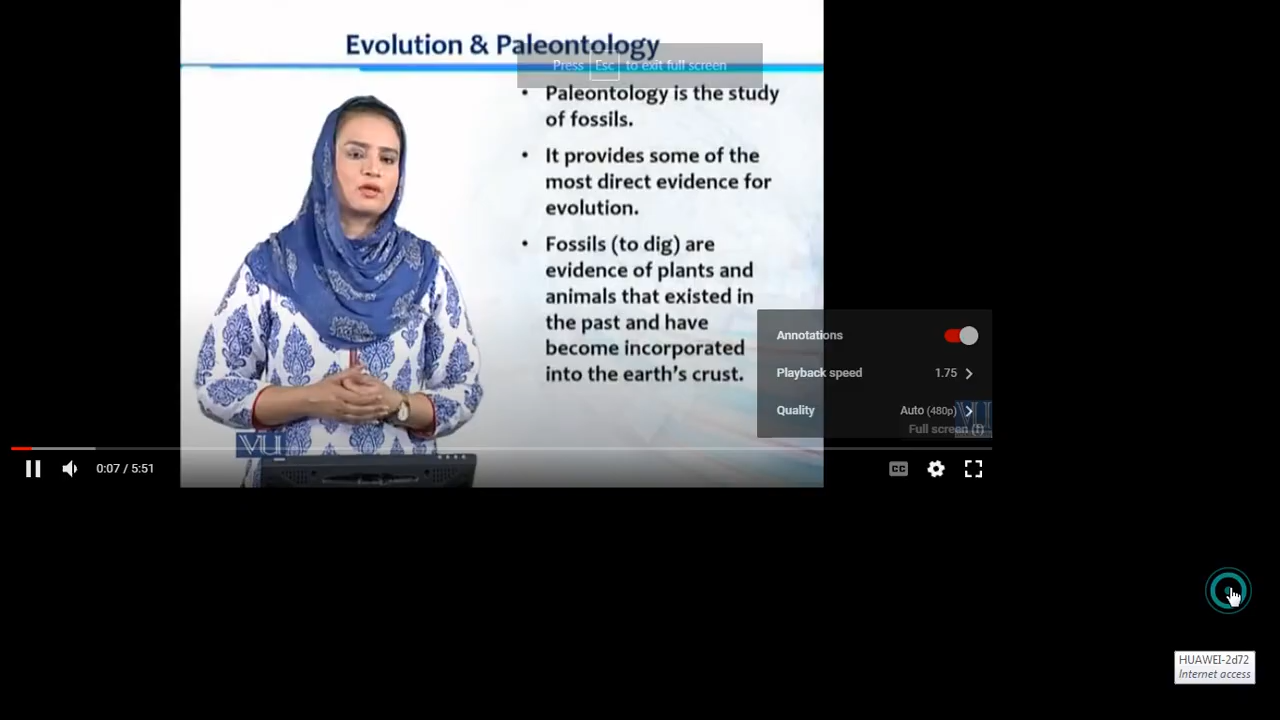 Evolution & Paleontology
Press Esc to exit full screen
• Paleontology is the study
of fossils.
• It provides some of the
most direct evidence for
evolution.
• Fossils (to dig) are
evidence of plants and
animals that existed in
the past and have
become incorporated
into the earth's crust.
Annotations
Playback speed 1.75
Quality Auto (480p)
VU
Full screen (f)
VU
0:07 / 5:51
CC
HUAWEI-2d72
Internet access